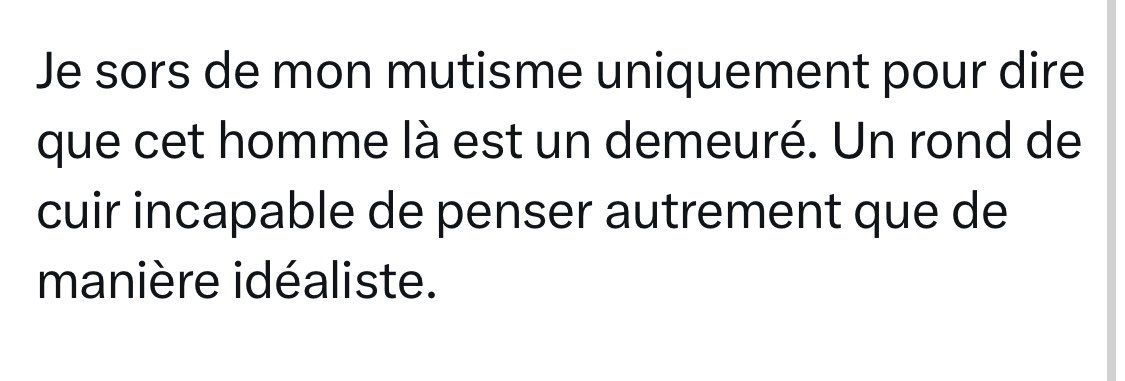 Je sors de mon mutisme uniquement pour dire
que cet homme là est un demeuré. Un rond de
cuir incapable de penser autrement que de
manière idéaliste.